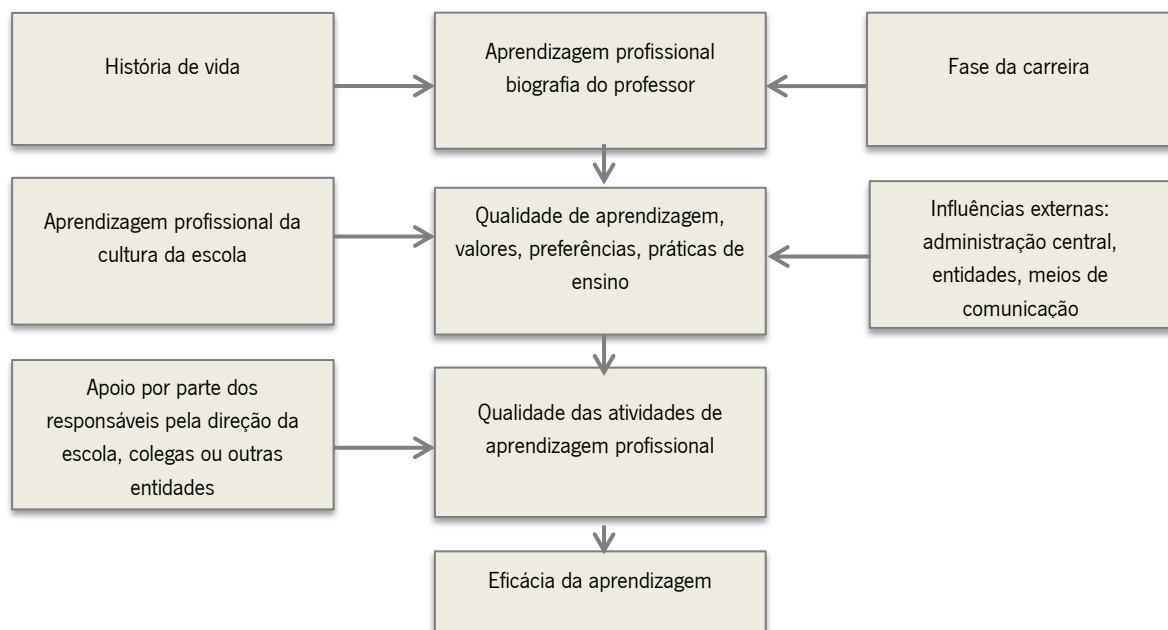 História de vida
Aprendizagem profissional
biografia do professor
Fase da carreira
Aprendizagem profissional da
cultura da escola
Qualidade de aprendizagem,
valores, preferências, práticas de
ensino
Influências externas:
administração central,
entidades, meios de
comunicação
Apoio por parte dos
responsáveis pela direção da
escola, colegas ou outras
entidades
Qualidade das atividades de
aprendizagem profissional
Eficácia da aprendizagem